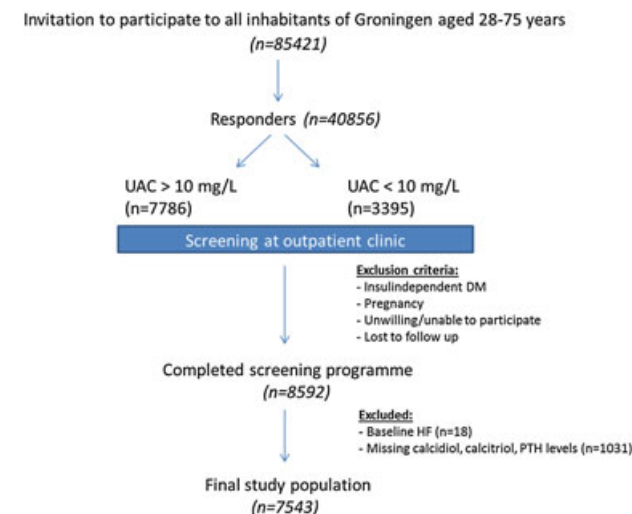 Invitation to participate to all inhabitants of Groningen aged 28-75 years
(n=85421)
Responders (n=40856)
UAC > 10 mg/L
(n=7786)
UAC < 10 mg/L
(n=3395)
Screening at outpatient clinic
Exclusion criteria:
- Insulindependent DM
- Pregnancy
- Unwilling/unable to participate
- Lost to follow up
Completed screening programme
(n=8592)
Excluded:
- Baseline HF (n=18)
- Missing calcidiol, calcitriol, PTH levels (n=1031)
Final study population
(n=7543)